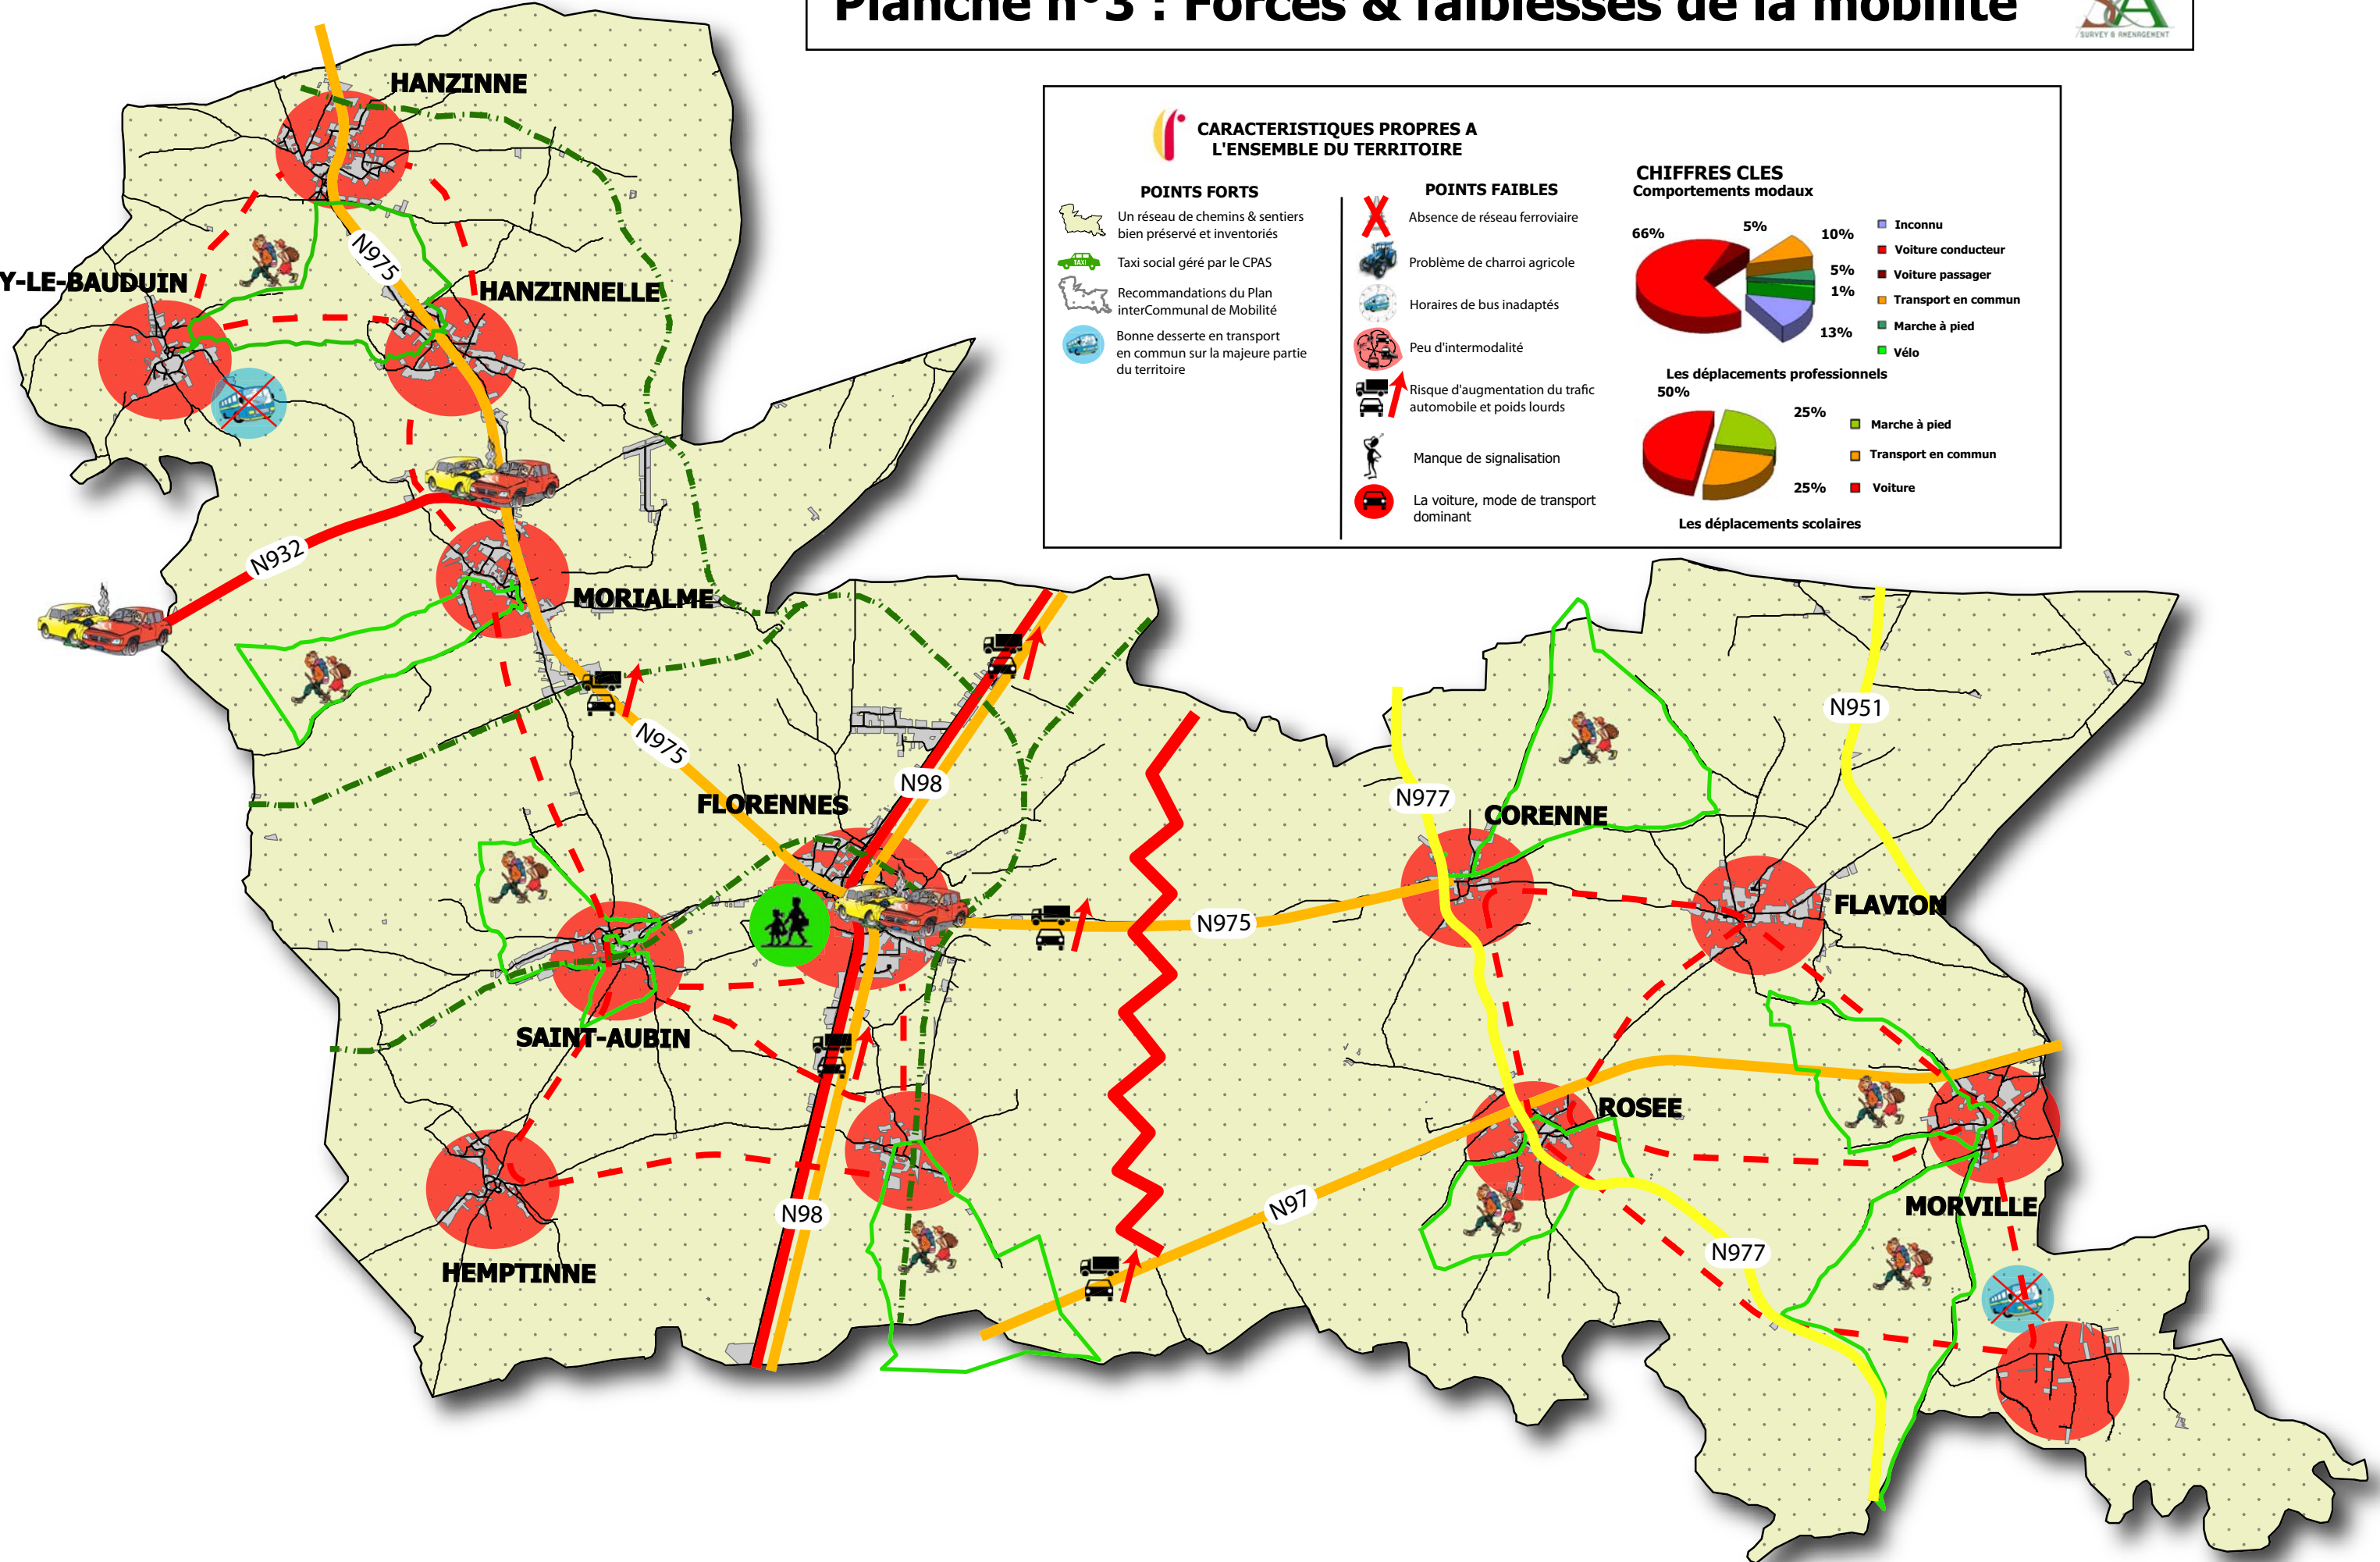 Planche n°3 : Forces & faiblesses de la mobilité
SURVEY & AMENAGEMENT
CARACTERISTIQUES PROPRES A
L'ENSEMBLE DU TERRITOIRE
POINTS FORTS
Un réseau de chemins & sentiers
bien préservé et inventoriés
TAXI
Taxi social géré par le CPAS
Recommandations du Plan
interCommunal de Mobilité
Bonne desserte en transport
en commun sur la majeure partie
du territoire
POINTS FAIBLES
Absence de réseau ferroviaire
Problème de charroi agricole
Horaires de bus inadaptés
Peu d'intermodalité
Risque d'augmentation du trafic
automobile et poids lourds
Manque de signalisation
La voiture, mode de transport
dominant
CHIFFRES CLES
Comportements modaux
66%
5%
10%
5%
1%
13%
Inconnu
Voiture conducteur
Voiture passager
Transport en commun
Marche à pied
Vélo
Les déplacements professionnels
50%
25%
25%
Marche à pied
Transport en commun
Voiture
Les déplacements scolaires
HANZINNE
N975
Y-LE-BAUDUIN
HANZINNELLE
N932
MORIALME
N975
N98
FLORENNES
N977
CORENNE
N951
FLAVION
N975
SAINT-AUBIN
ROSEE
HEMPTINNE
N98
N97
MORVILLE
N977